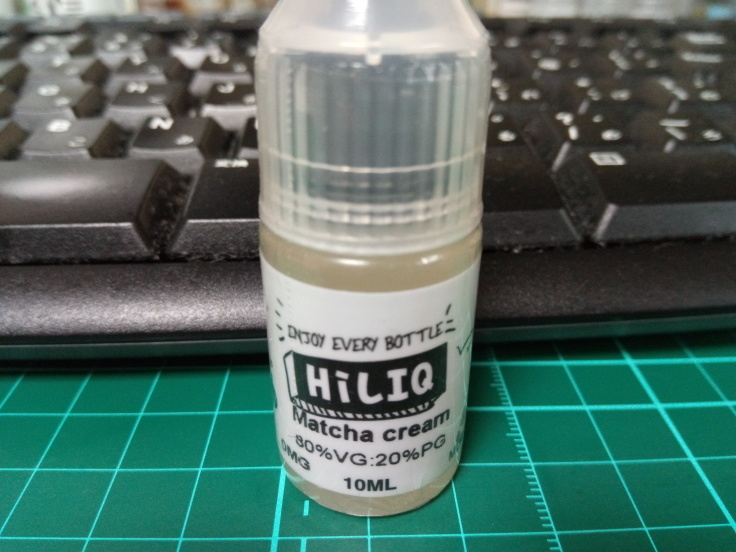 ENJOY EVERY BOTTLE
HiLIQ
Matcha cream
80%VG:20%PG
0MG
10ML